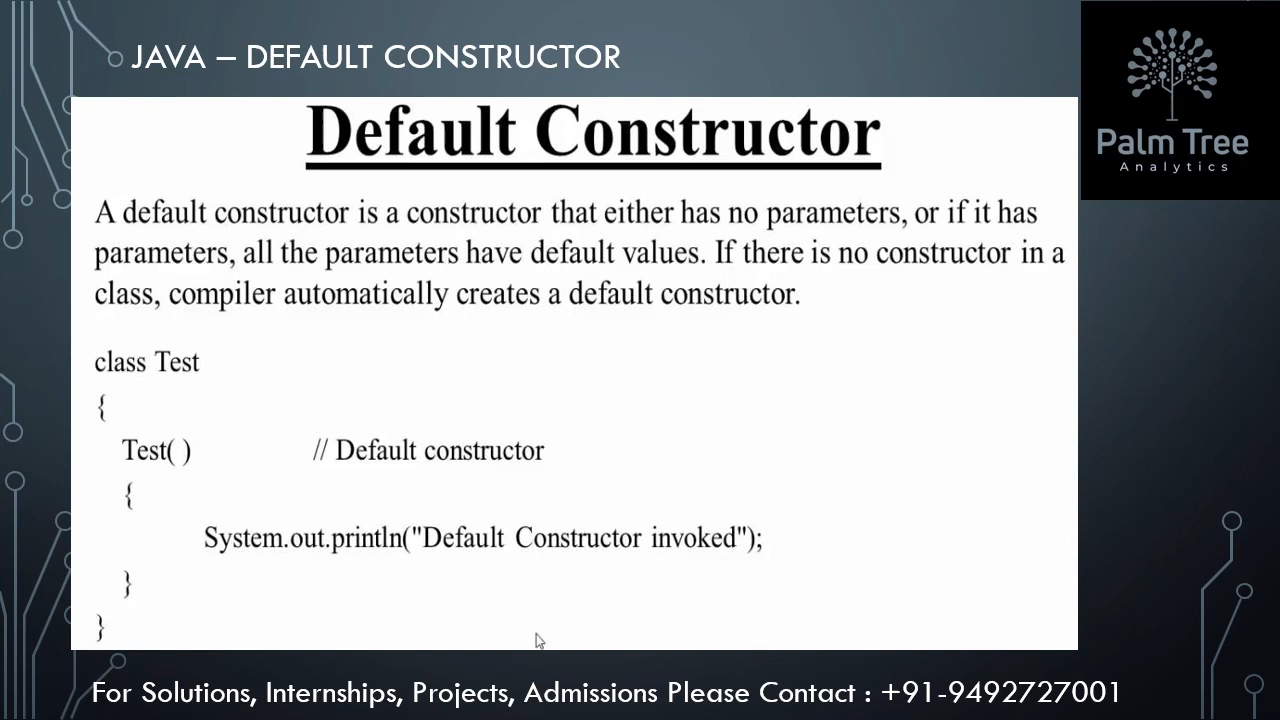 JAVA – DEFAULT CONSTRUCTOR
Palm Tree
Analytics
Default Constructor
A default constructor is a constructor that either has no parameters, or if it has
parameters, all the parameters have default values. If there is no constructor in a
class, compiler automatically creates a default constructor.
class Test
{
Test( ) // Default constructor
{
System.out.println("Default Constructor invoked");
}
}
For Solutions, Internships, Projects, Admissions Please Contact : +91-9492727001